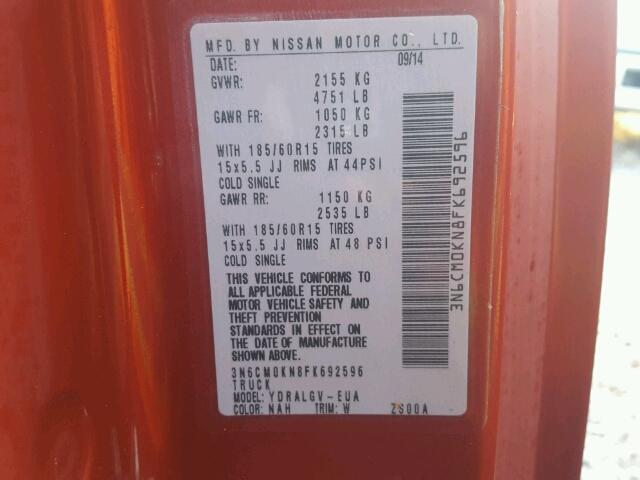 MFD. BY NISSAN MOTOR CO., LTD.
DATE: 09/14
GVWR: 2155 KG
4751 LB
GAWR FR: 1050 KG
2315 LB
WITH 185/60R15 TIRES
15x5.5 JJ RIMS AT 44PSI
COLD SINGLE
GAWR RR: 1150 KG
2535 LB
WITH 185/60R15 TIRES
15x5.5 JJ RIMS AT 48 PSI
COLD SINGLE
THIS VEHICLE CONFORMS TO
ALL APPLICABLE FEDERAL
MOTOR VEHICLE SAFETY AND
THEFT PREVENTION
STANDARDS IN EFFECT ON
THE DATE OF MANUFACTURE
SHOWN ABOVE.
3N6CM0KN8FK692596
TRUCK
MODEL: YDRALGV-EUA
COLOR: NAH TRIM: W ZS00A
3N6CM0KN8FK692596